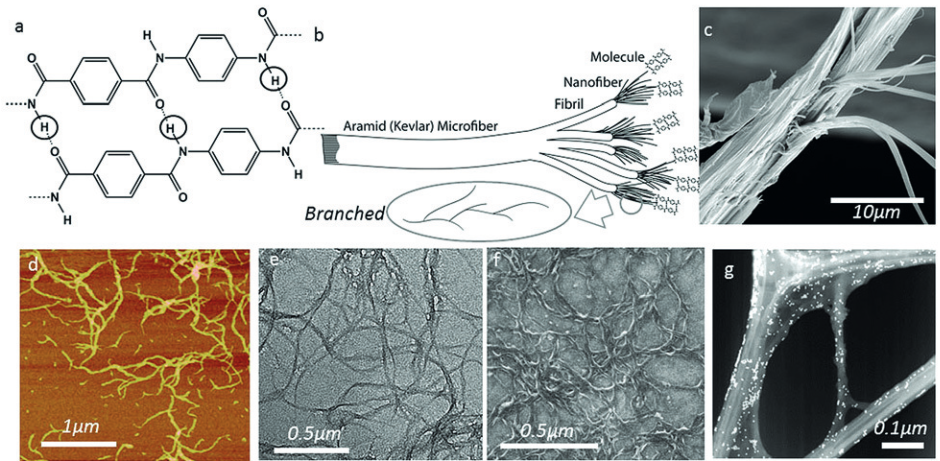 a
b
c
O
H
N
O
N
O
N
H
H
O
N
H
O
H
N
O
O
N
H
N
H
O
Molecule
Nanofiber
Fibril
Aramid (Kevlar) Microfiber
Branched
10μm
d
e
f
g
1μm
0.5μm
0.5μm
0.1μm